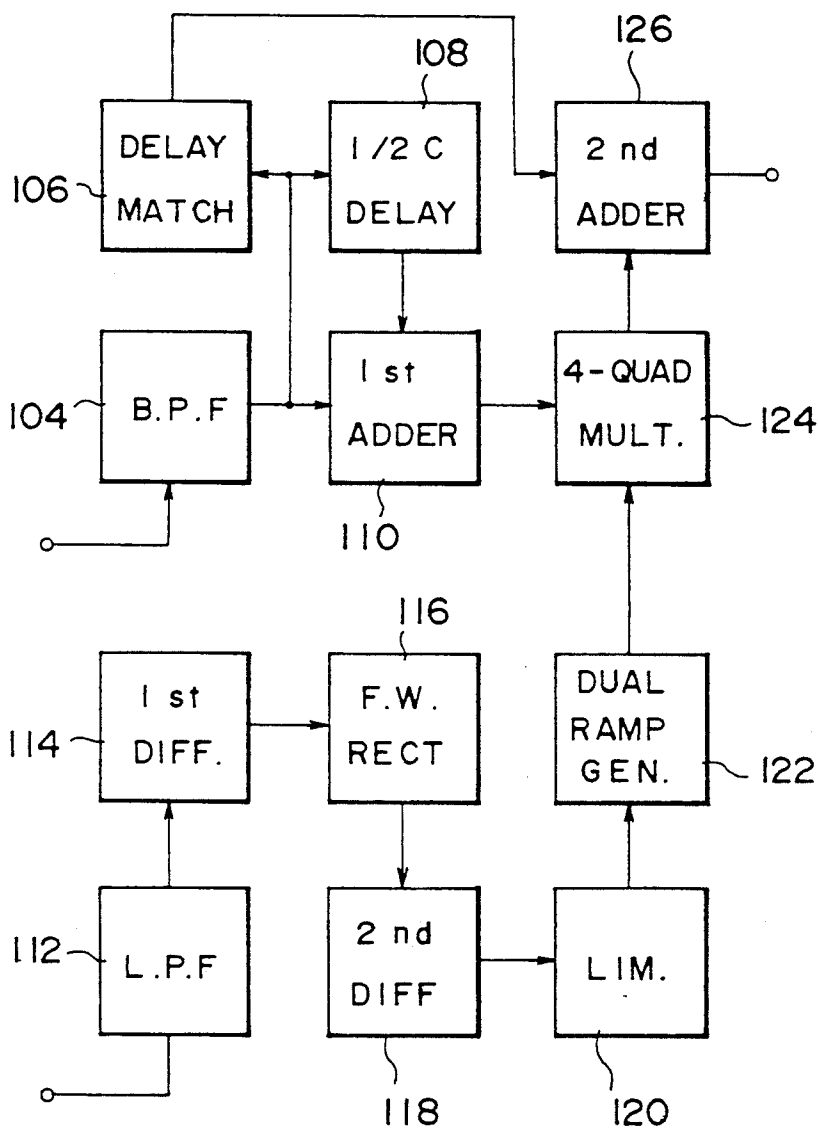 126
108
DELAY
MATCH
106
1/2 C
DELAY
2 nd
ADDER
104
B.P.F
1 st
ADDER
110
4-QUAD
MULT.
124
116
114
1 st
DIFF.
F.W.
RECT
DUAL
RAMP
GEN.
122
112
L.P.F
2 nd
DIFF
118
LIM.
120